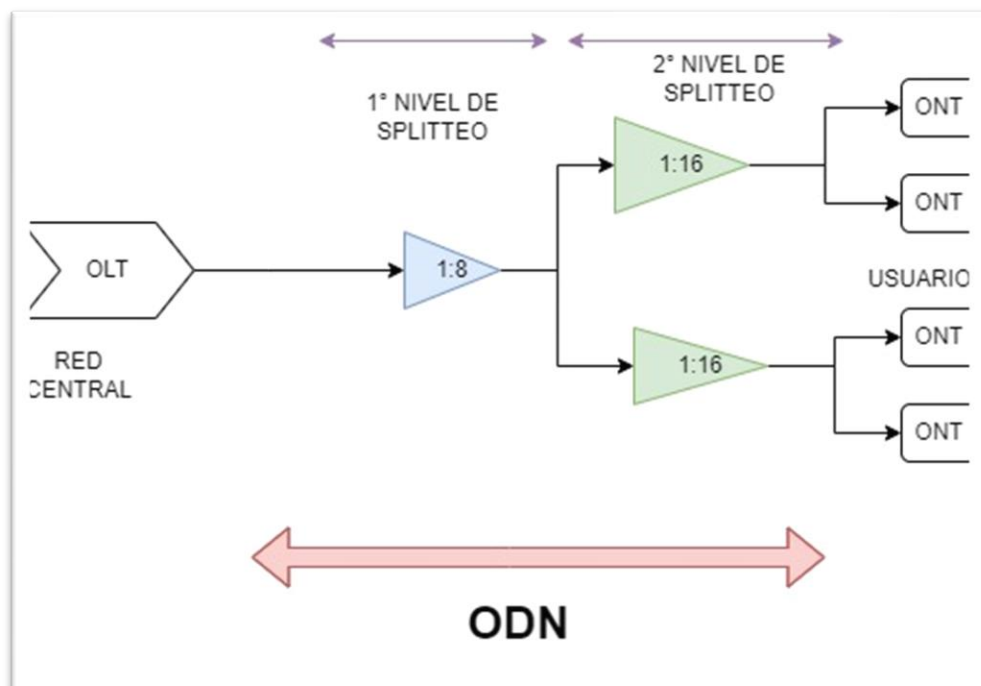 1° NIVEL DE
SPLITTEO
2° NIVEL DE
SPLITTEO
OLT
1:8
1:16
1:16
ONT
ONT
USUARIO
ONT
ONT
RED
CENTRAL
ODN